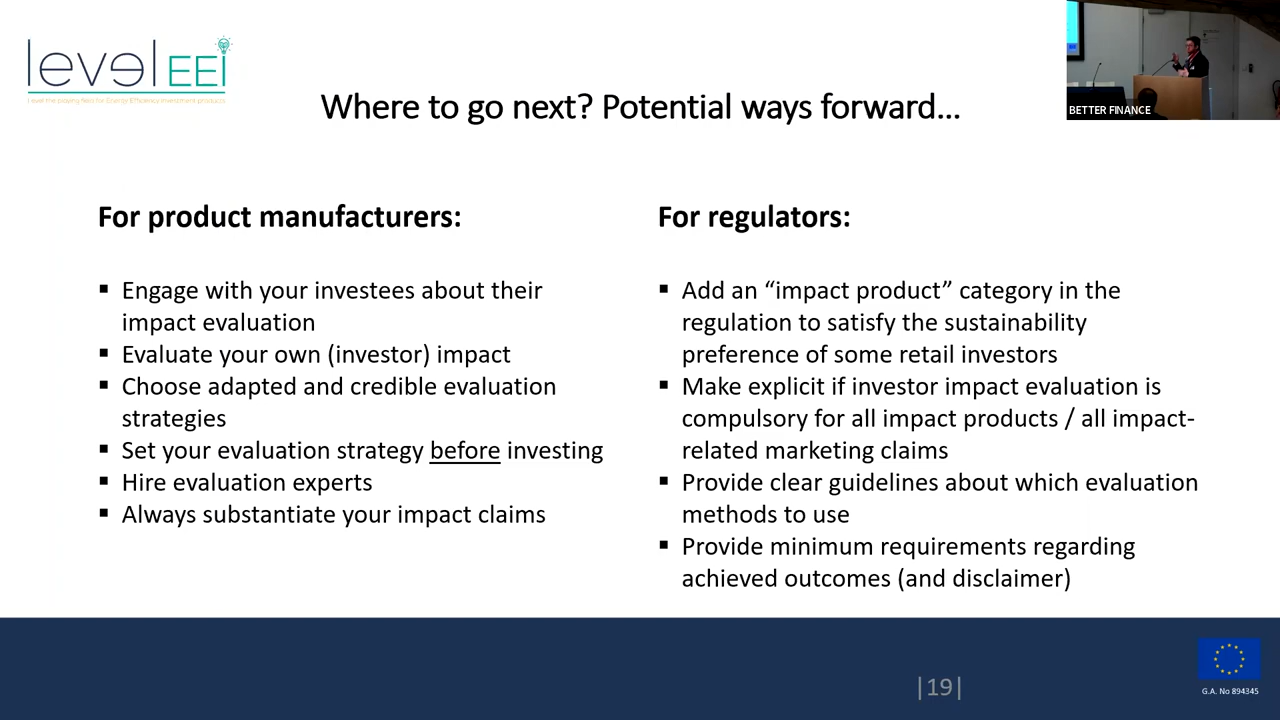 level EEI
Where to go next? Potential ways forward...
BETTER FINANCE
For product manufacturers:
▪ Engage with your investees about their
impact evaluation
▪ Evaluate your own (investor) impact
▪ Choose adapted and credible evaluation
strategies
▪ Set your evaluation strategy before investing
▪ Hire evaluation experts
▪ Always substantiate your impact claims
For regulators:
▪ Add an “impact product” category in the
regulation to satisfy the sustainability
preference of some retail investors
▪ Make explicit if investor impact evaluation is
compulsory for all impact products / all impact-
related marketing claims
▪ Provide clear guidelines about which evaluation
methods to use
▪ Provide minimum requirements regarding
achieved outcomes (and disclaimer)
|19|
G.A. No 894345